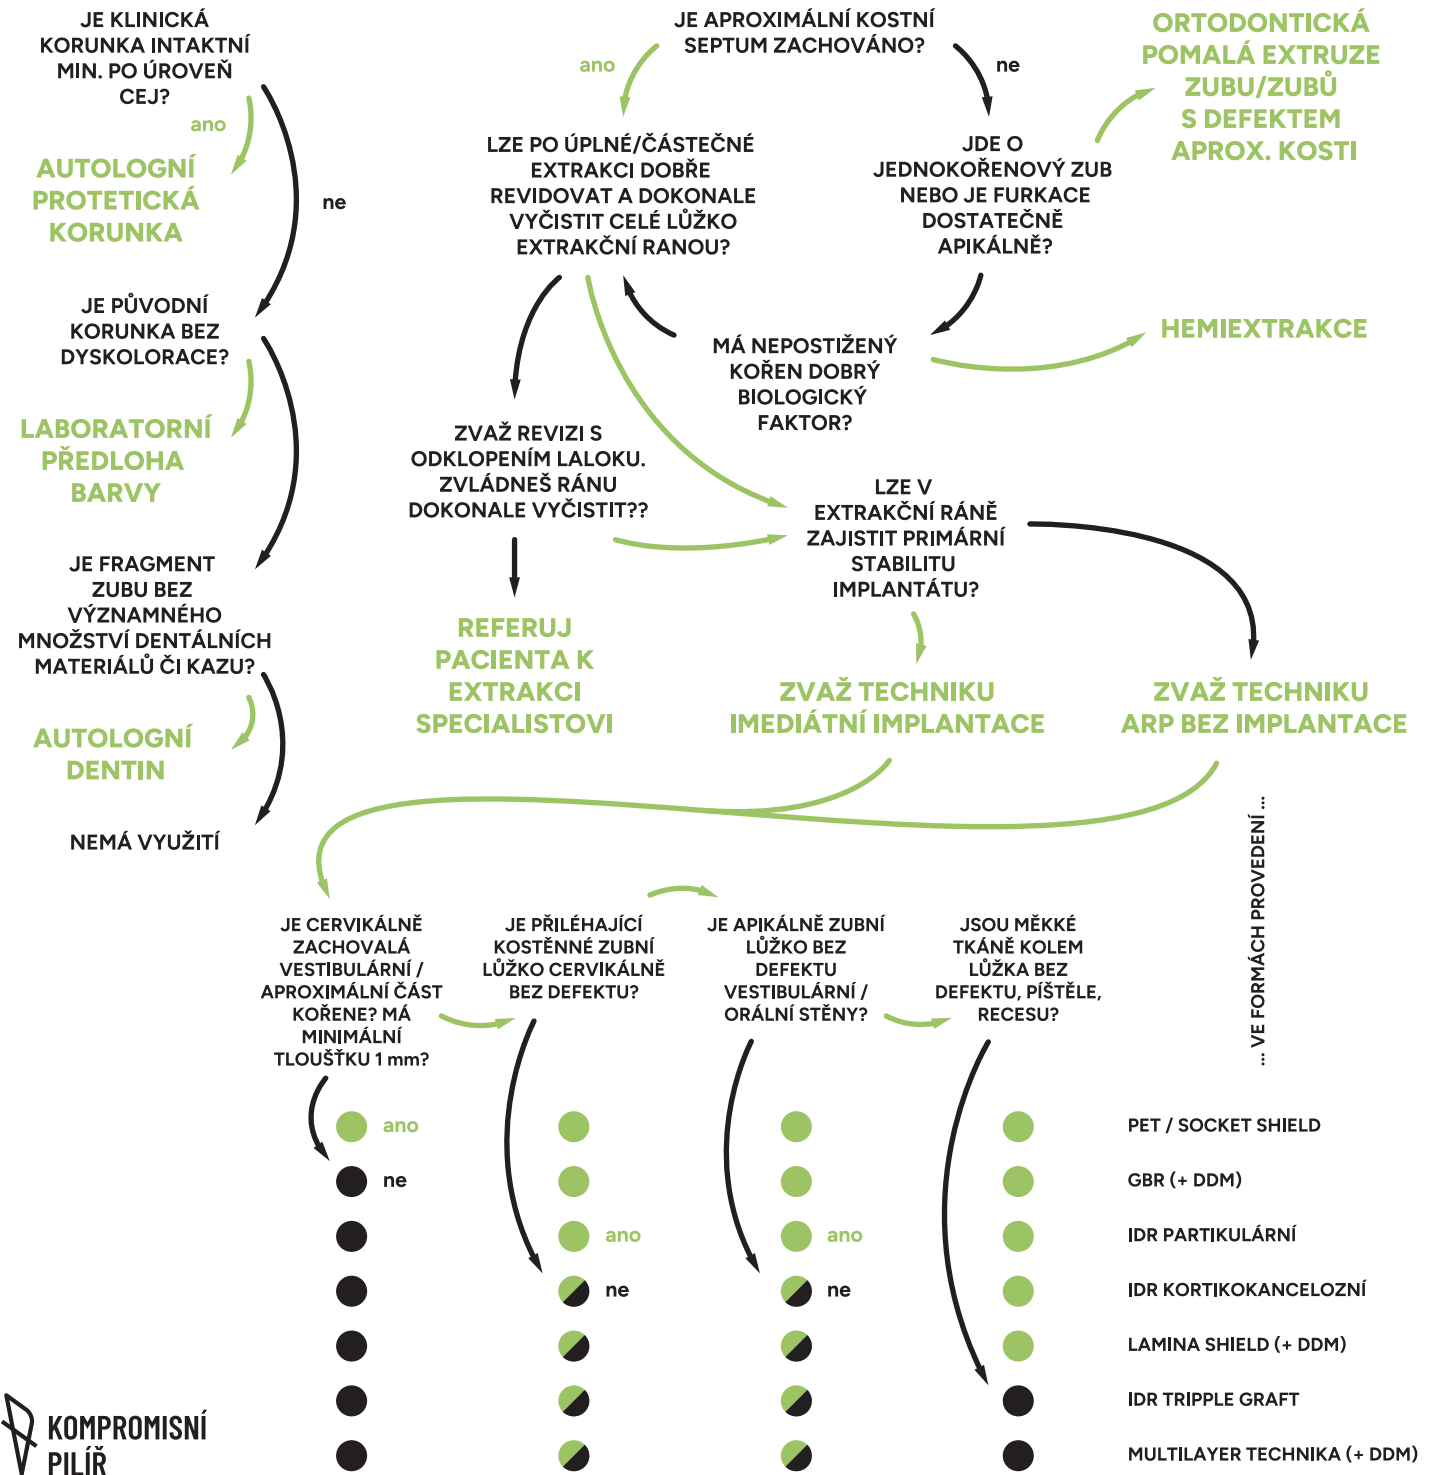 JE KLINICKÁ
KORUNKA INTAKTNÍ
MIN. PO ÚROVEŇ
CEJ?
ano
AUTOLOGNÍ
PROTETICKÁ
KORUNKA
ne
JE PŮVODNÍ
KORUNKA BEZ
DYSKOLORACE?
LABORATORNÍ
PŘEDLOHA
BARVY
JE FRAGMENT
ZUBU BEZ
VÝZNAMNÉHO
MNOŽSTVÍ DENTÁLNÍCH
MATERIÁLŮ ČI KAZU?
AUTOLOGNÍ
DENTIN
NEMÁ VYUŽITÍ
JE APROXIMÁLNÍ KOSTNÍ
SEPTUM ZACHOVÁNO?
ano
ne
LZE PO ÚPLNÉ/ČÁSTEČNÉ
EXTRAKCI DOBŘE
REVIDOVAT A DOKONALE
VYČISTIT CELÉ LŮŽKO
EXTRAKČNÍ RANOU?
JDE O
JEDNOKOŘENOVÝ ZUB
NEBO JE FURKACE
DOSTATEČNĚ
APIKÁLNĚ?
ORTODONTICKÁ
POMALÁ EXTRUZE
ZUBU/ZUBŮ
S DEFEKTEM
APROX. KOSTI
MÁ NEPOSTIŽENÝ
KOŘEN DOBRÝ
BIOLOGICKÝ
FAKTOR?
HEMIEXTRAKCE
ZVAŽ REVIZI S
ODKLOPENÍM LALOKU.
ZVLÁDNEŠ RÁNU
DOKONALE VYČISTIT??
LZE V
EXTRAKČNÍ RÁNĚ
ZAJISTIT PRIMÁRNÍ
STABILITU
IMPLANTÁTU?
REFERUJ
PACIENTA K
EXTRAKCI
SPECIALISTOVI
ZVAŽ TECHNIKU
IMEDIÁTNÍ IMPLANTACE
ZVAŽ TECHNIKU
ARP BEZ IMPLANTACE
... VE FORMÁCH PROVEDENÍ ...
JE CERVIKÁLNĚ
ZACHOVALÁ
VESTIBULÁRNÍ /
APROXIMÁLNÍ ČÁST
KOŘENE? MÁ
MINIMÁLNÍ
TLOUŠŤKU 1 mm?
JE PŘILÉHAJÍCÍ
KOSTĚNNÉ ZUBNÍ
LŮŽKO CERVIKÁLNĚ
BEZ DEFEKTU?
JE APIKÁLNĚ ZUBNÍ
LŮŽKO BEZ
DEFEKTU
VESTIBULÁRNÍ /
ORÁLNÍ STĚNY?
JSOU MĚKKÉ
TKÁNĚ KOLEM
LŮŽKA BEZ
DEFEKTU, PÍŠTĚLE,
RECESU?
ano
PET / SOCKET SHIELD
ne
GBR (+ DDM)
ano
ano
IDR PARTIKULÁRNÍ
ne
ne
IDR KORTIKOKANCELOZNÍ
LAMINA SHIELD (+ DDM)
IDR TRIPPLE GRAFT
MULTILAYER TECHNIKA (+ DDM)
KOMPROMISNÍ
PILÍŘ